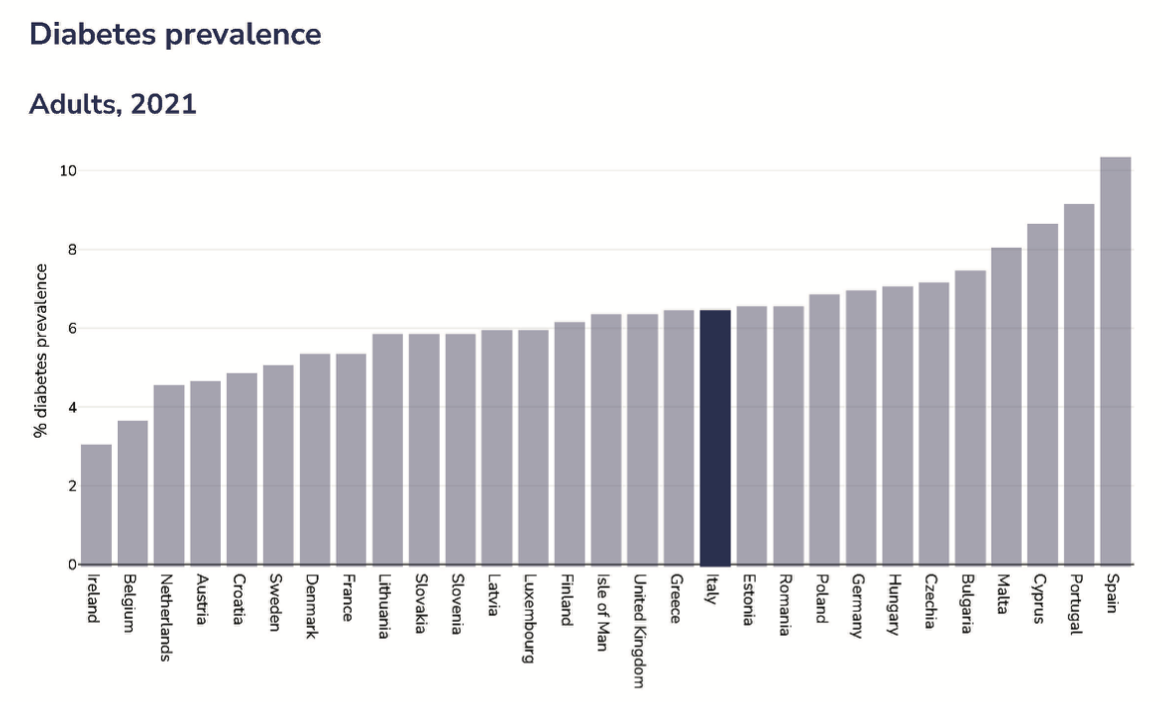 Diabetes prevalence
Adults, 2021
% diabetes prevalence
10
8
6
4
2
0
Ireland
Belgium
Netherlands
Austria
Croatia
Sweden
Denmark
France
Lithuania
Slovakia
Slovenia
Latvia
Luxembourg
Finland
Isle of Man
United Kingdom
Greece
Italy
Estonia
Romania
Poland
Germany
Hungary
Czechia
Bulgaria
Malta
Cyprus
Portugal
Spain